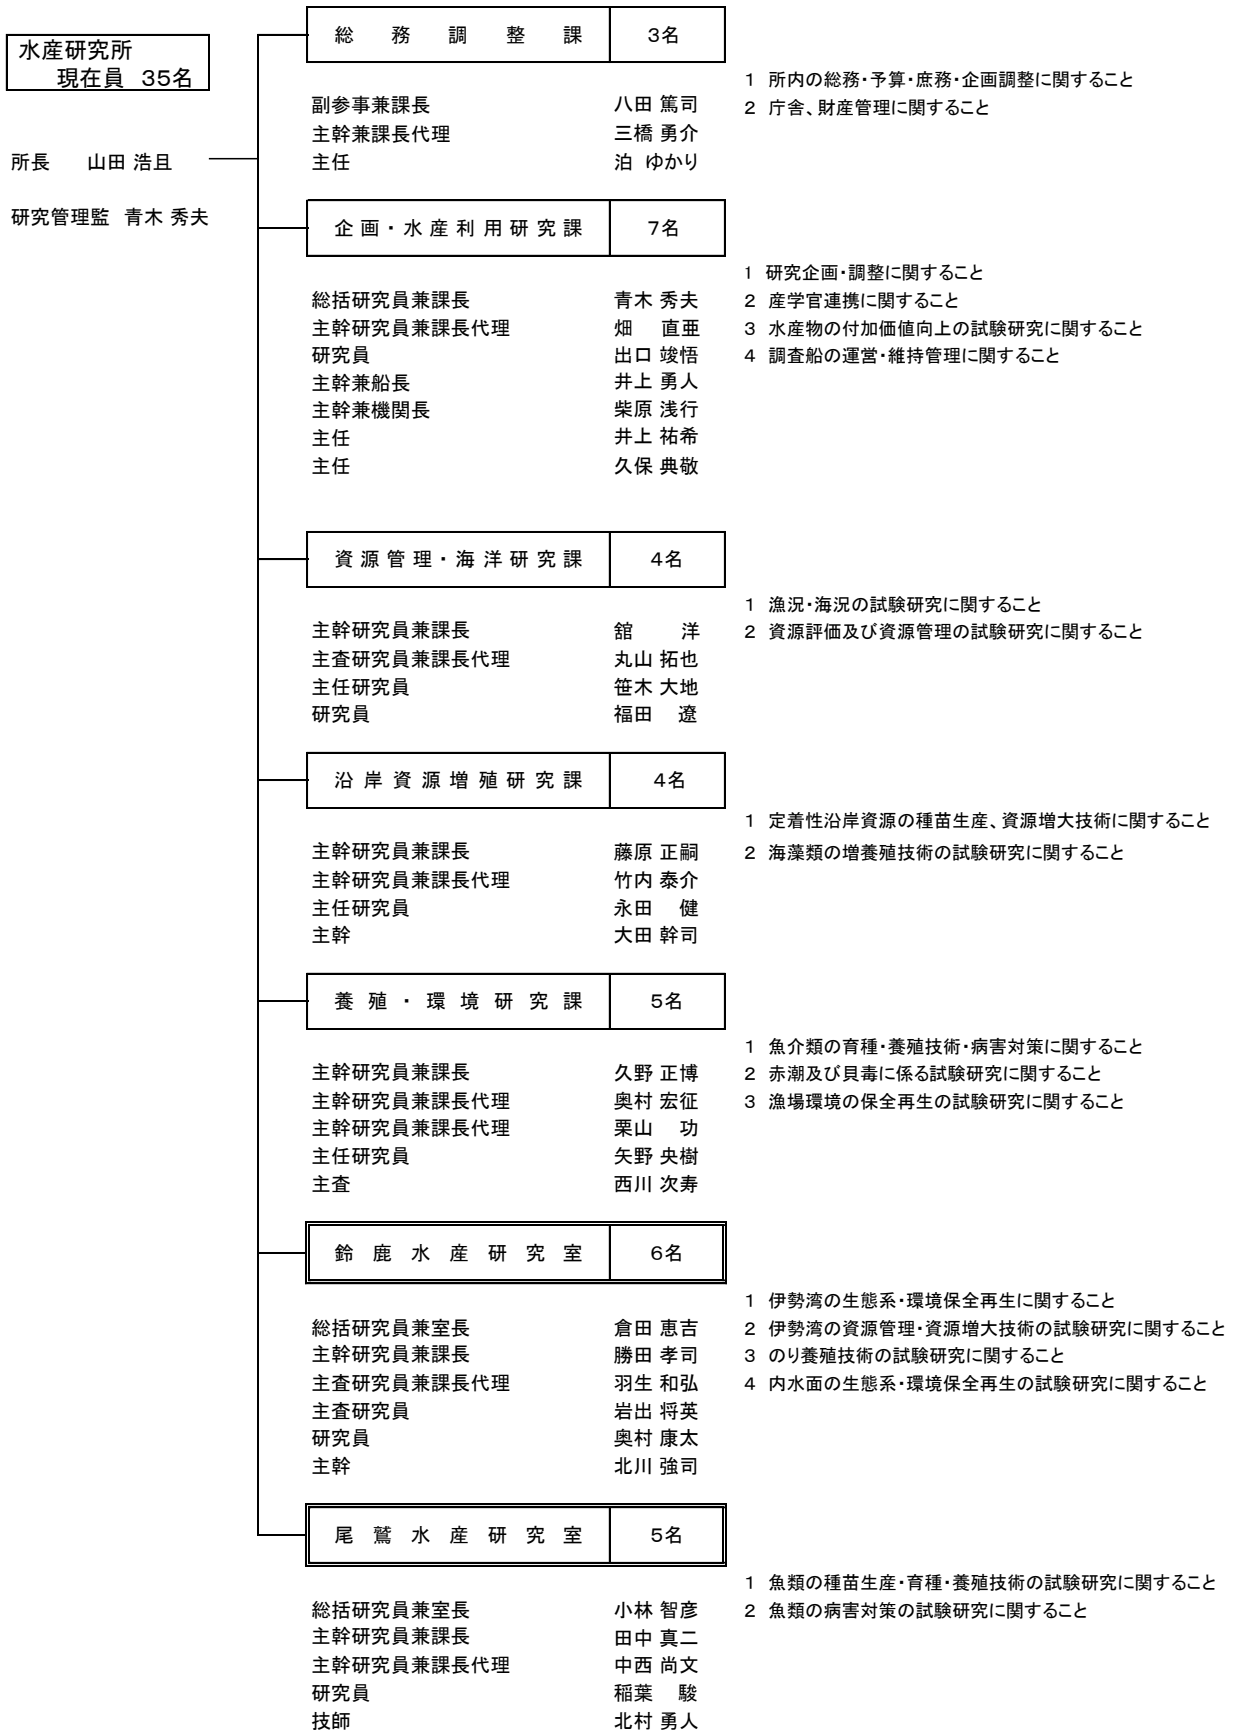 水産研究所
現在員 35名
所長 山田 浩且
研究管理監 青木 秀夫
総務調整課 3名
副参事兼課長 八田 篤司
主幹兼課長代理 三橋 勇介
主任 泊 ゆかり
1 所内の総務・予算・庶務・企画調整に関すること
2 庁舎、財産管理に関すること
企画・水産利用研究課 7名
総括研究員兼課長 青木 秀夫
主幹研究員兼課長代理 畑 直亜
研究員 出口 竣悟
主幹兼船長 井上 勇人
主幹兼機関長 柴原 浅行
主任 井上 祐希
主任 久保 典敬
1 研究企画・調整に関すること
2 産学官連携に関すること
3 水産物の付加価値向上の試験研究に関すること
4 調査船の運営・維持管理に関すること
資源管理・海洋研究課 4名
主幹研究員兼課長 舘 洋
主査研究員兼課長代理 丸山 拓也
主任研究員 笹木 大地
研究員 福田 遼
1 漁況・海況の試験研究に関すること
2 資源評価及び資源管理の試験研究に関すること
沿岸資源増殖研究課 4名
主幹研究員兼課長 藤原 正嗣
主幹研究員兼課長代理 竹内 泰介
主任研究員 永田 健
主幹 大田 幹司
1 定着性沿岸資源の種苗生産、資源増大技術に関すること
2 海藻類の増養殖技術の試験研究に関すること
養殖・環境研究課 5名
主幹研究員兼課長 久野 正博
主幹研究員兼課長代理 奥村 宏征
主幹研究員兼課長代理 栗山 功
主任研究員 矢野 央樹
主査 西川 次寿
1 魚介類の育種・養殖技術・病害対策に関すること
2 赤潮及び貝毒に係る試験研究に関すること
3 漁場環境の保全再生の試験研究に関すること
鈴鹿水産研究室 6名
総括研究員兼室長 倉田 恵吉
主幹研究員兼課長 勝田 孝司
主査研究員兼課長代理 羽生 和弘
主査研究員 岩出 将英
研究員 奥村 康太
主幹 北川 強司
1 伊勢湾の生態系・環境保全再生に関すること
2 伊勢湾の資源管理・資源増大技術の試験研究に関すること
3 のり養殖技術の試験研究に関すること
4 内水面の生態系・環境保全再生の試験研究に関すること
尾鷲水産研究室 5名
総括研究員兼室長 小林 智彦
主幹研究員兼課長 田中 真二
主幹研究員兼課長代理 中西 尚文
研究員 稲葉 駿
技師 北村 勇人
1 魚類の種苗生産・育種・養殖技術の試験研究に関すること
2 魚類の病害対策の試験研究に関すること